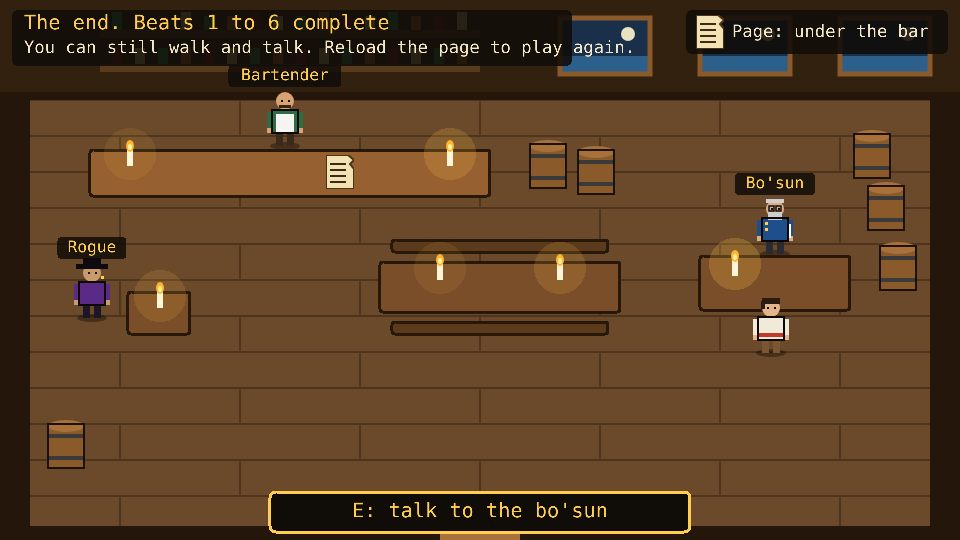 The end. Beats 1 to 6 complete
You can still walk and talk. Reload the page to play again.
Page: under the bar
Bartender
Bo'sun
Rogue
E: talk to the bo'sun